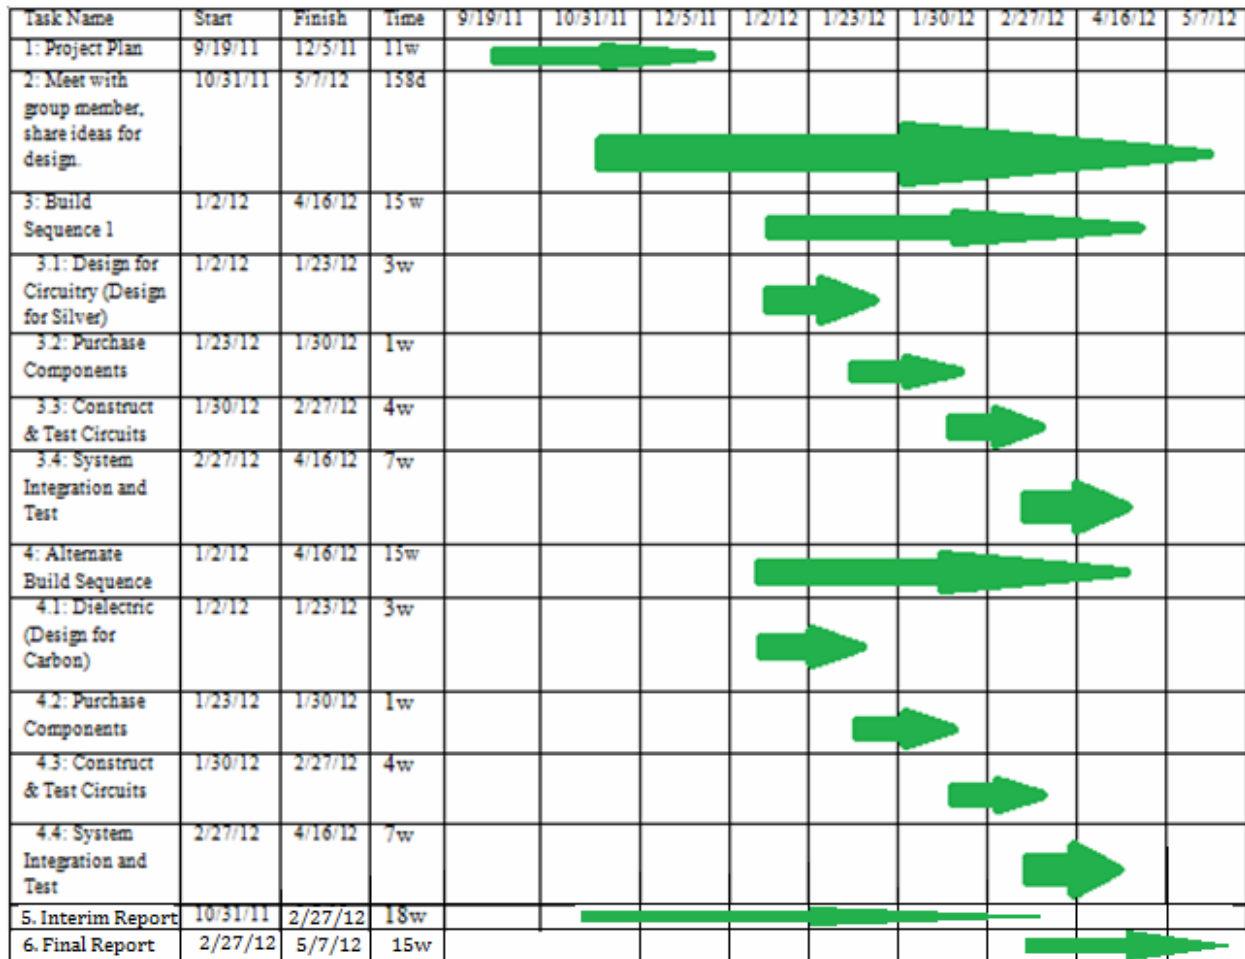 Task Name Start Finish Time 9/19/11 10/31/11 12/5/11 1/2/12 1/23/12 1/30/12 2/27/12 4/16/12 5/7/12
1: Project Plan 9/19/11 12/5/11 11w
2: Meet with 10/31/11 5/7/12 158d
group member,
share ideas for
design.
3: Build 1/2/12 4/16/12 15 w
Sequence 1
3.1: Design for 1/2/12 1/23/12 3w
Circuitry (Design
for Silver)
3.2: Purchase 1/23/12 1/30/12 1w
Components
3.3: Construct 1/30/12 2/27/12 4w
& Test Circuits
3.4: System 2/27/12 4/16/12 7w
Integration and
Test
4: Alternate 1/2/12 4/16/12 15w
Build Sequence
4.1: Dielectric 1/2/12 1/23/12 3w
(Design for
Carbon)
4.2: Purchase 1/23/12 1/30/12 1w
Components
4.3: Construct 1/30/12 2/27/12 4w
& Test Circuits
4.4: System 2/27/12 4/16/12 7w
Integration and
Test
5. Interim Report 10/31/11 2/27/12 18w
6. Final Report 2/27/12 5/7/12 15w